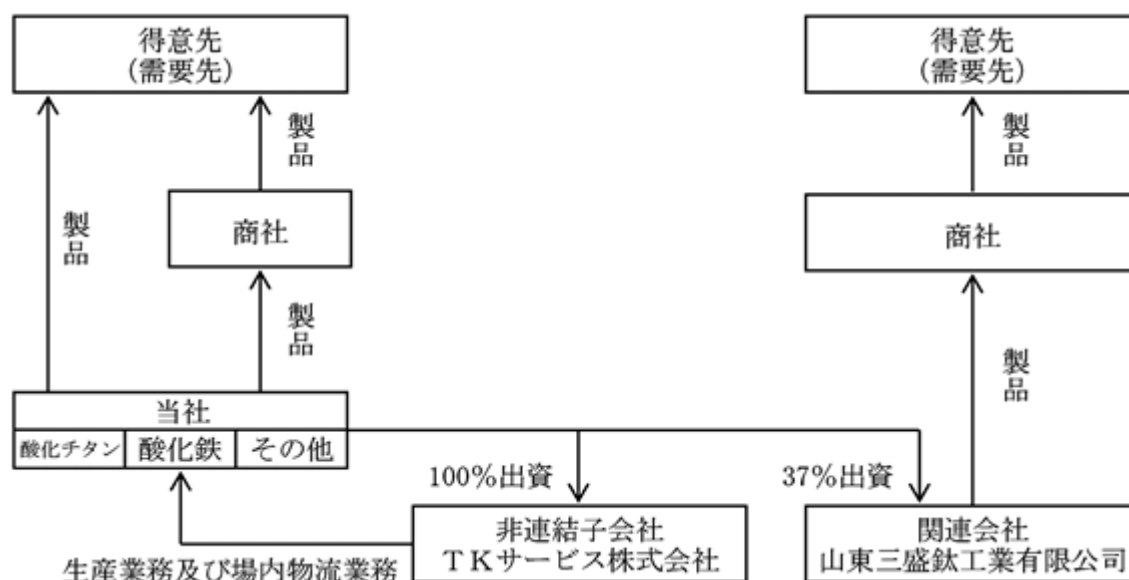 得意先
(需要先)
得意先
(需要先)
製品
製品
製品
商社
商社
製品
製品
当社
酸化チタン
酸化鉄
その他
100%出資
37%出資
非連結子会社
TKサービス株式会社
関連会社
山東三盛鈦工業有限公司
生産業務及び場内物流業務